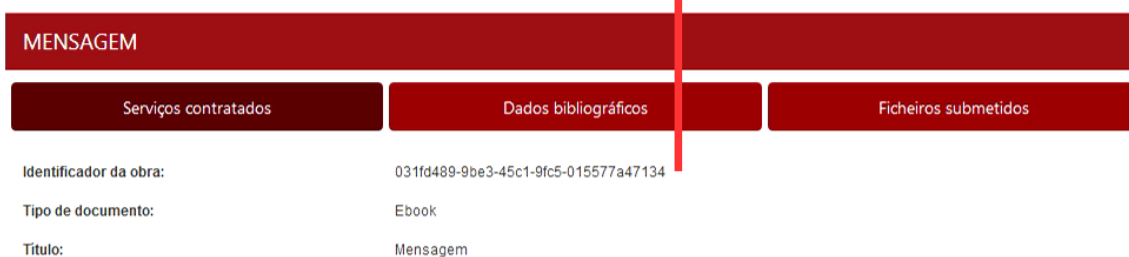 MENSAGEM
Serviços contratados Dados bibliográficos Ficheiros submetidos
Identificador da obra: 031fd489-9be3-45c1-9fc5-015577a47134
Tipo de documento: Ebook
Título: Mensagem